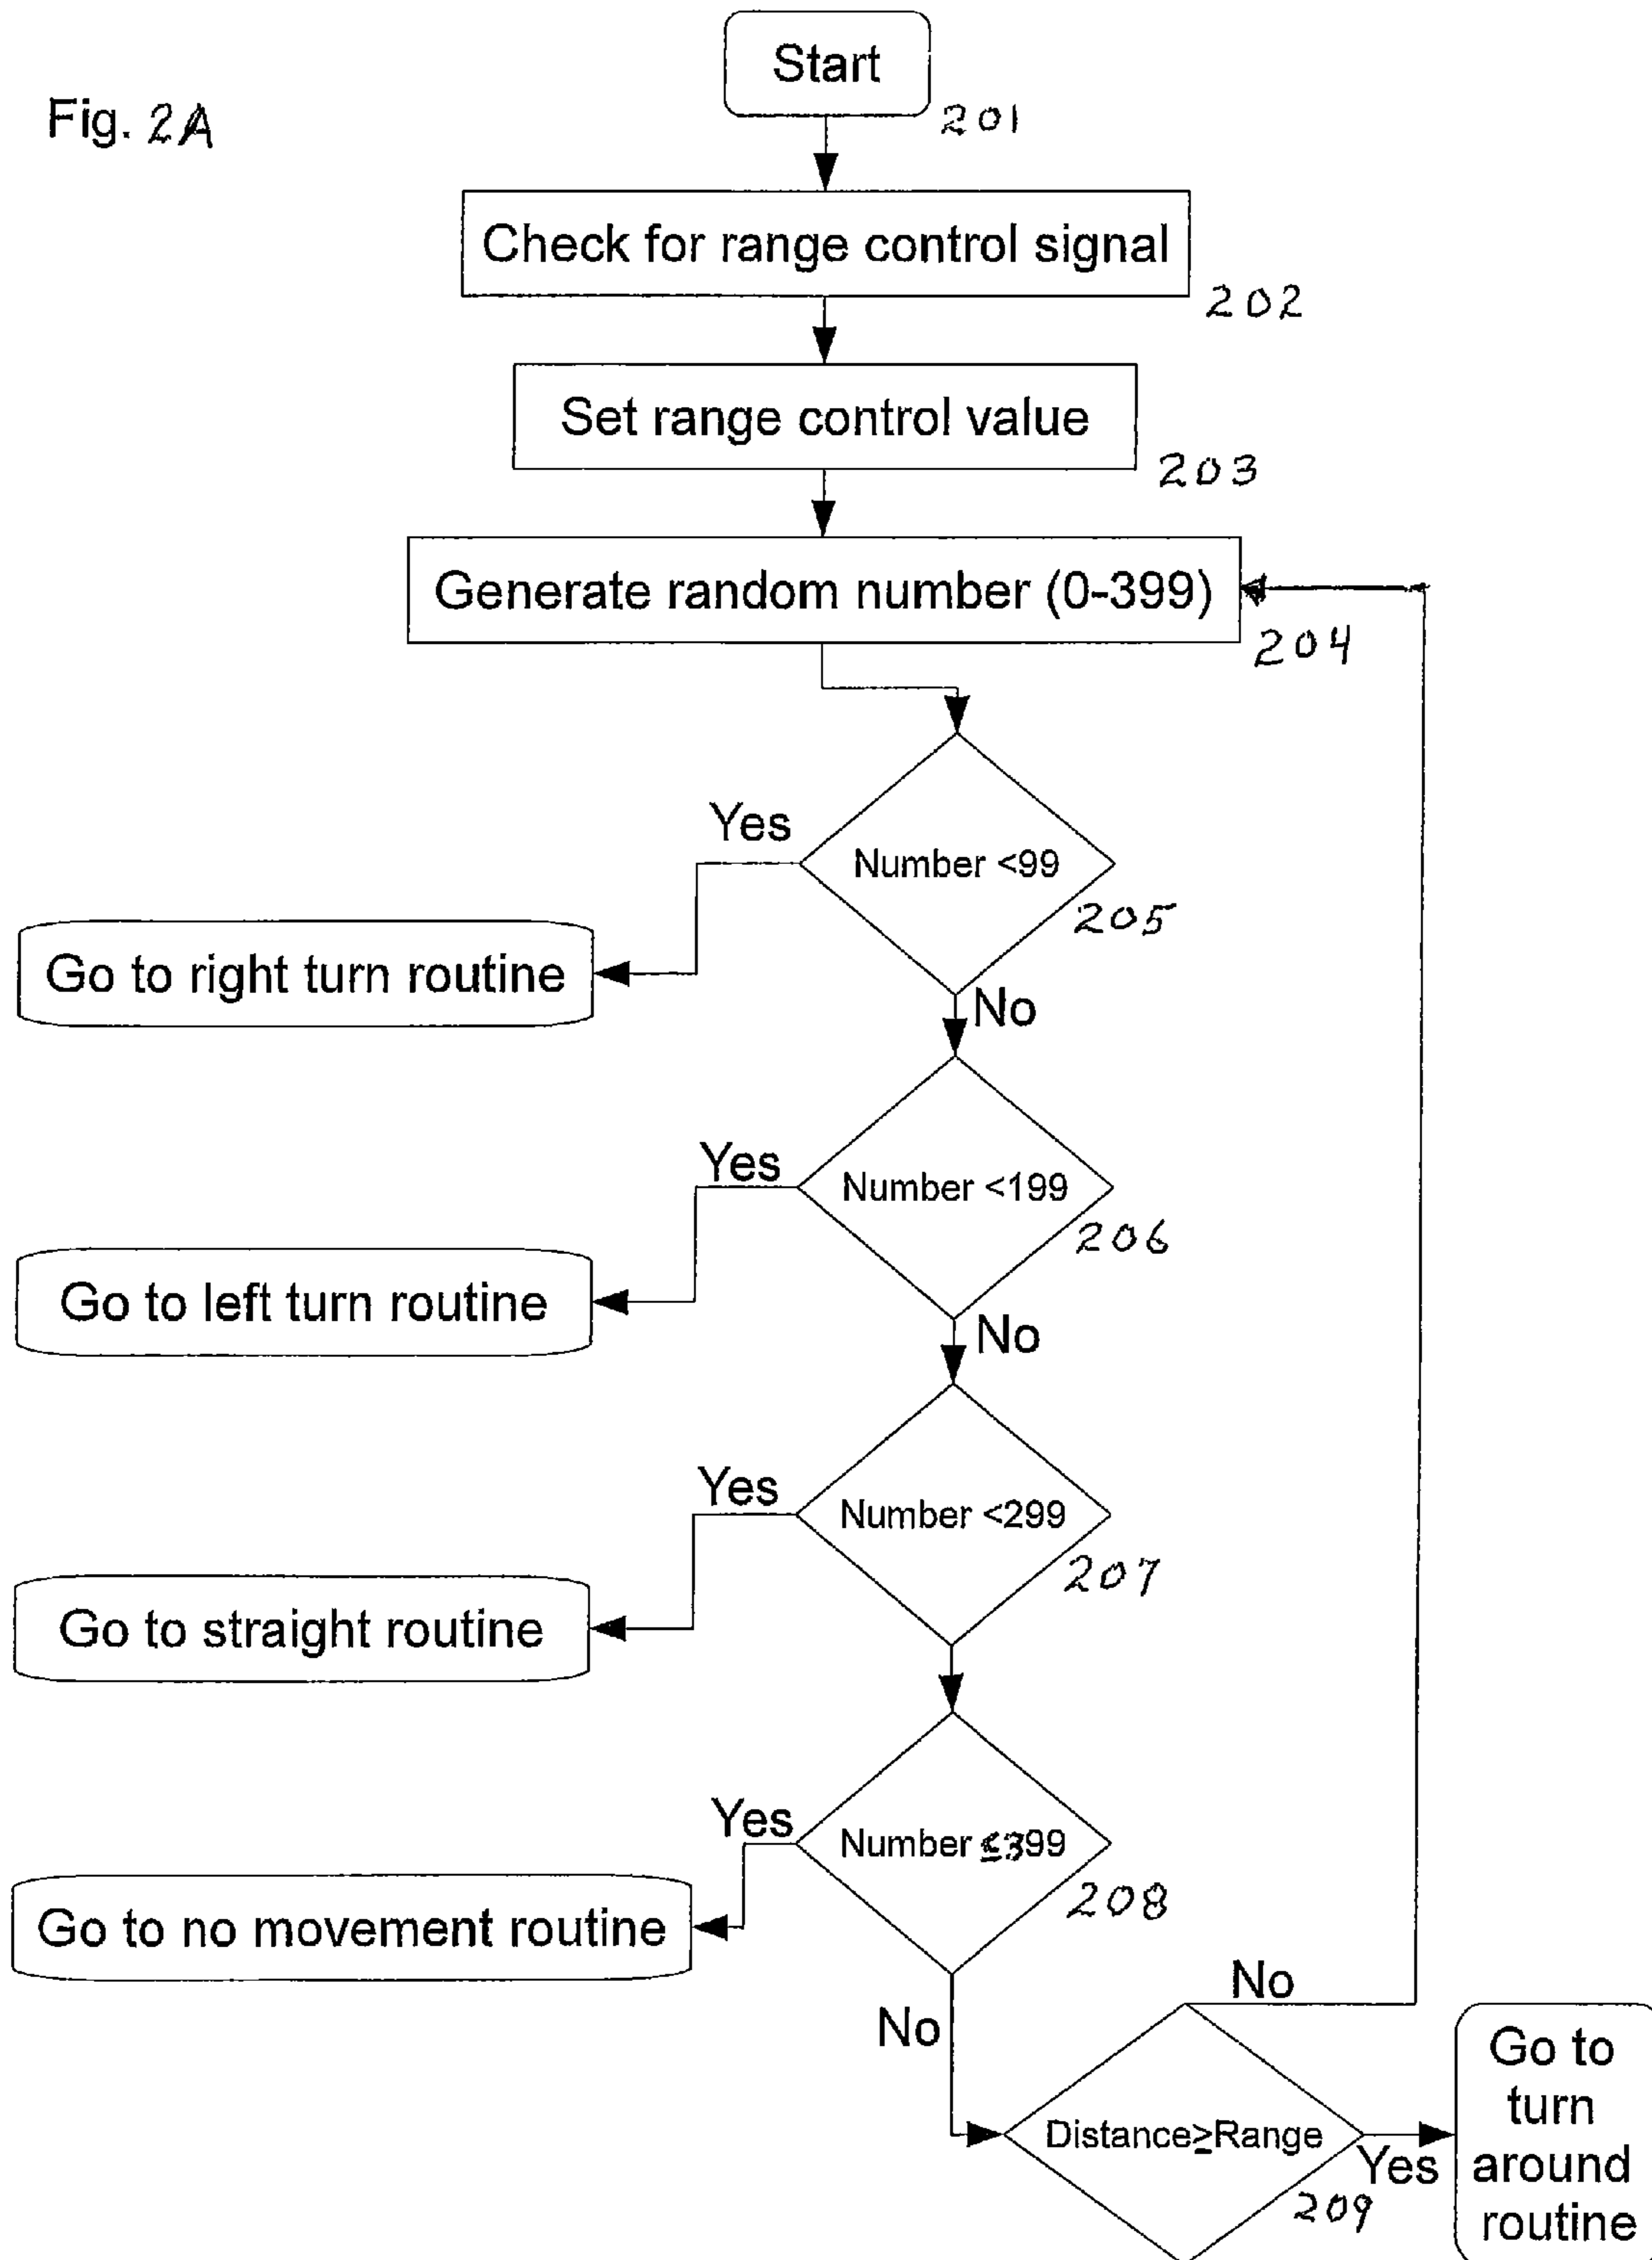 Fig. 2A
Start
201
Check for range control signal
202
Set range control value
203
Generate random number (0-399)
204
Yes
Number <99
205
Go to right turn routine
No
Yes
Number <199
206
Go to left turn routine
No
Yes
Number <299
207
Go to straight routine
Yes
Number ≤399
208
Go to no movement routine
No
No
Distance≥Range
Yes
209
Go to
turn
around
routine